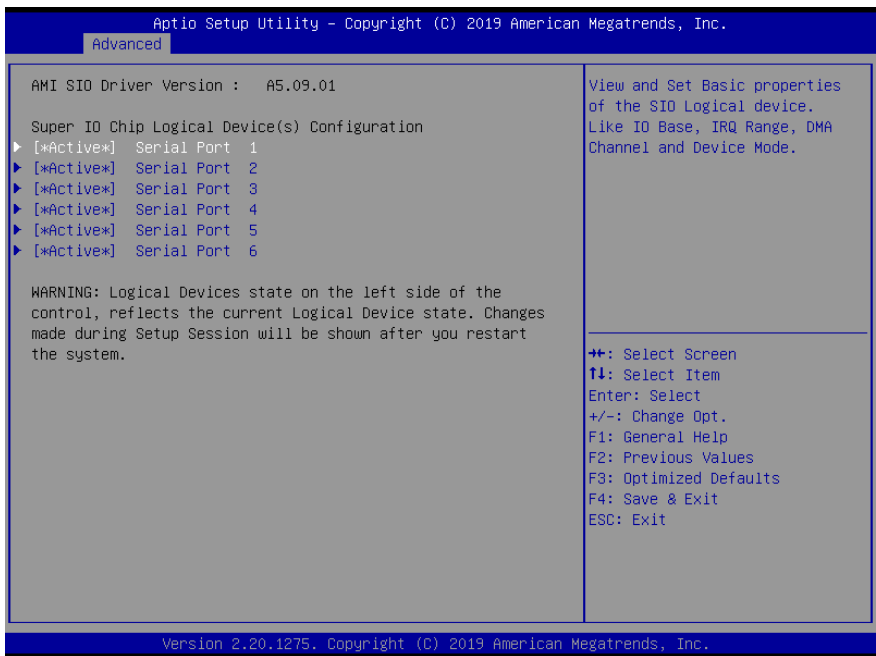 Aptio Setup Utility – Copyright (C) 2019 American Megatrends, Inc.
Advanced
AMI SIO Driver Version :   A5.09.01
Super IO Chip Logical Device(s) Configuration
[*Active*]  Serial Port  1
[*Active*]  Serial Port  2
[*Active*]  Serial Port  3
[*Active*]  Serial Port  4
[*Active*]  Serial Port  5
[*Active*]  Serial Port  6
WARNING: Logical Devices state on the left side of the
control, reflects the current Logical Device state. Changes
made during Setup Session will be shown after you restart
the system.
View and Set Basic properties
of the SIO Logical device.
Like IO Base, IRQ Range, DMA
Channel and Device Mode.
→←: Select Screen
↑↓: Select Item
Enter: Select
+/-: Change Opt.
F1: General Help
F2: Previous Values
F3: Optimized Defaults
F4: Save & Exit
ESC: Exit
Version 2.20.1275. Copyright (C) 2019 American Megatrends, Inc.